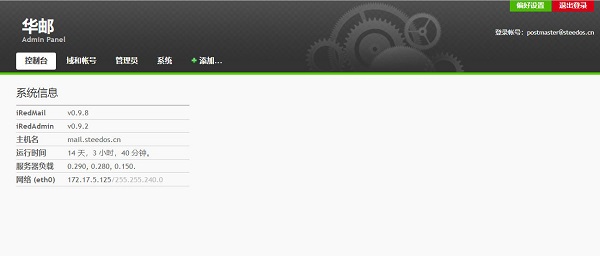 偏好设置 退出登录
华邮
Admin Panel
登录帐号: postmaster@steedos.cn
控制台 域和帐号 管理员 系统 + 添加...
系统信息
iRedMail v0.9.8
iRedAdmin v0.9.2
主机名 mail.steedos.cn
运行时间 14 天, 3 小时, 40 分钟。
服务器负载 0.290, 0.280, 0.150.
网络 (eth0) 172.17.5.125/255.255.240.0